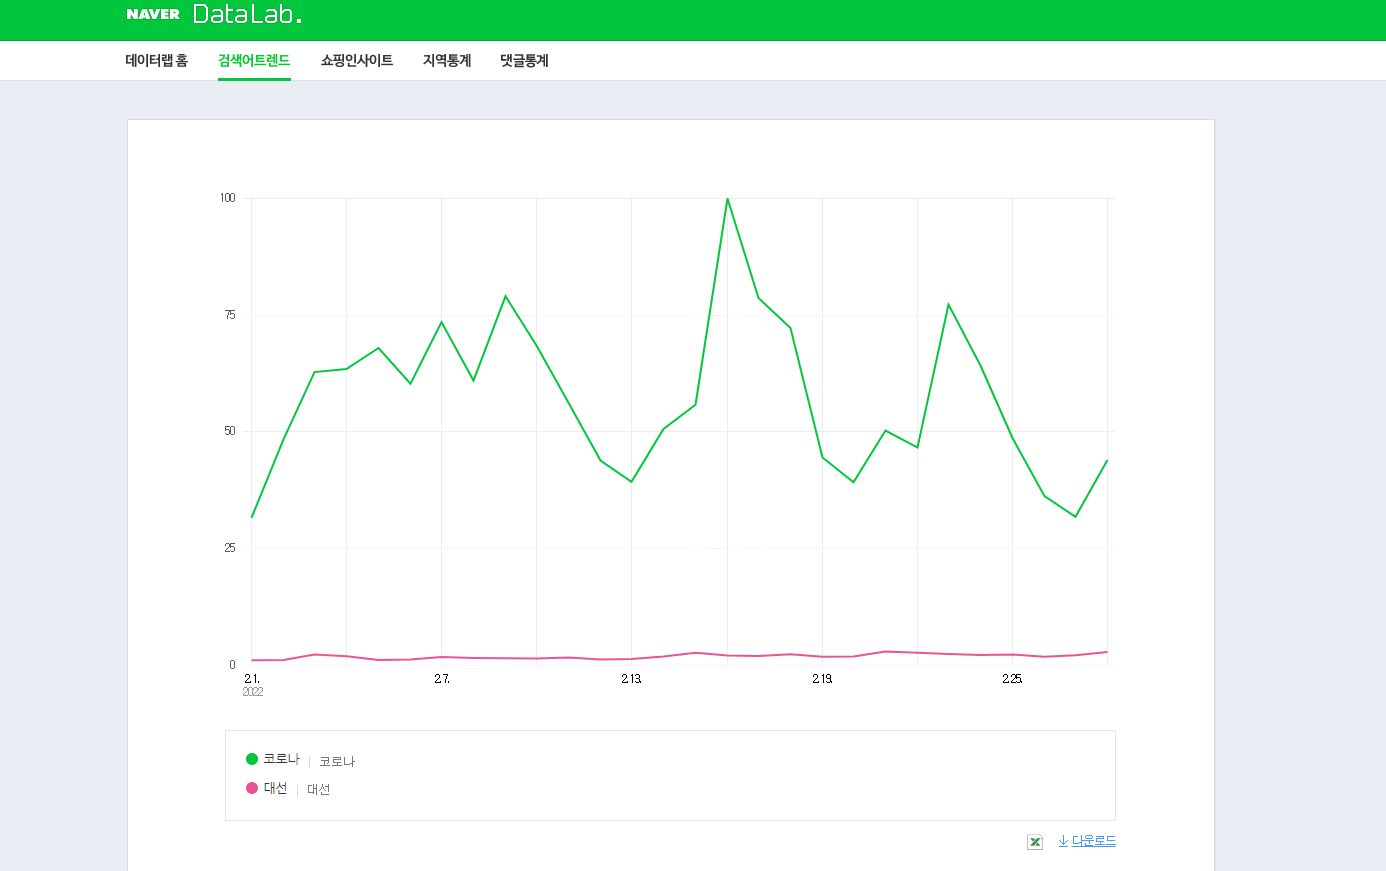 NAVER DataLab.
데이터랩 홈 검색어트렌드 쇼핑인사이트 지역통계 댓글통계
100
75
50
25
0
2.1. 2.7. 2.13. 2.19. 2.25.
2022
코로나 | 코로나
대선 | 대선
다운로드